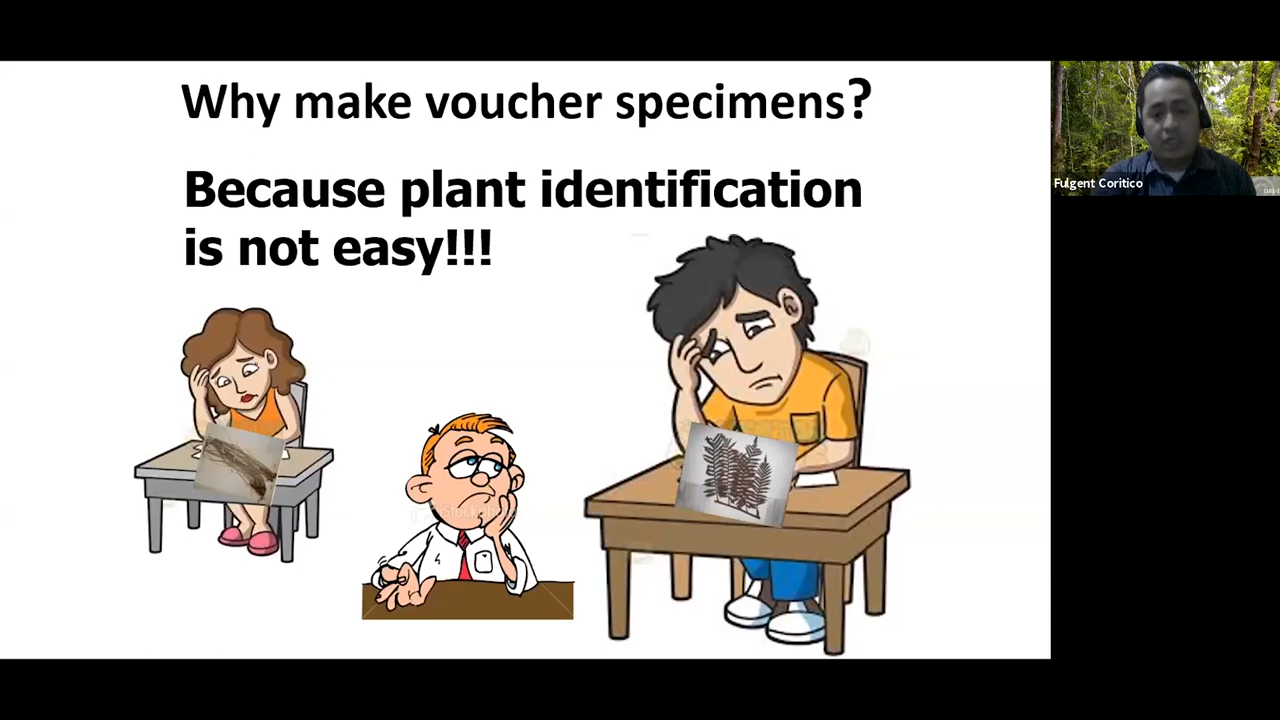 Why make voucher specimens?
Because plant identification
is not easy!!!
Fulgent Coritico